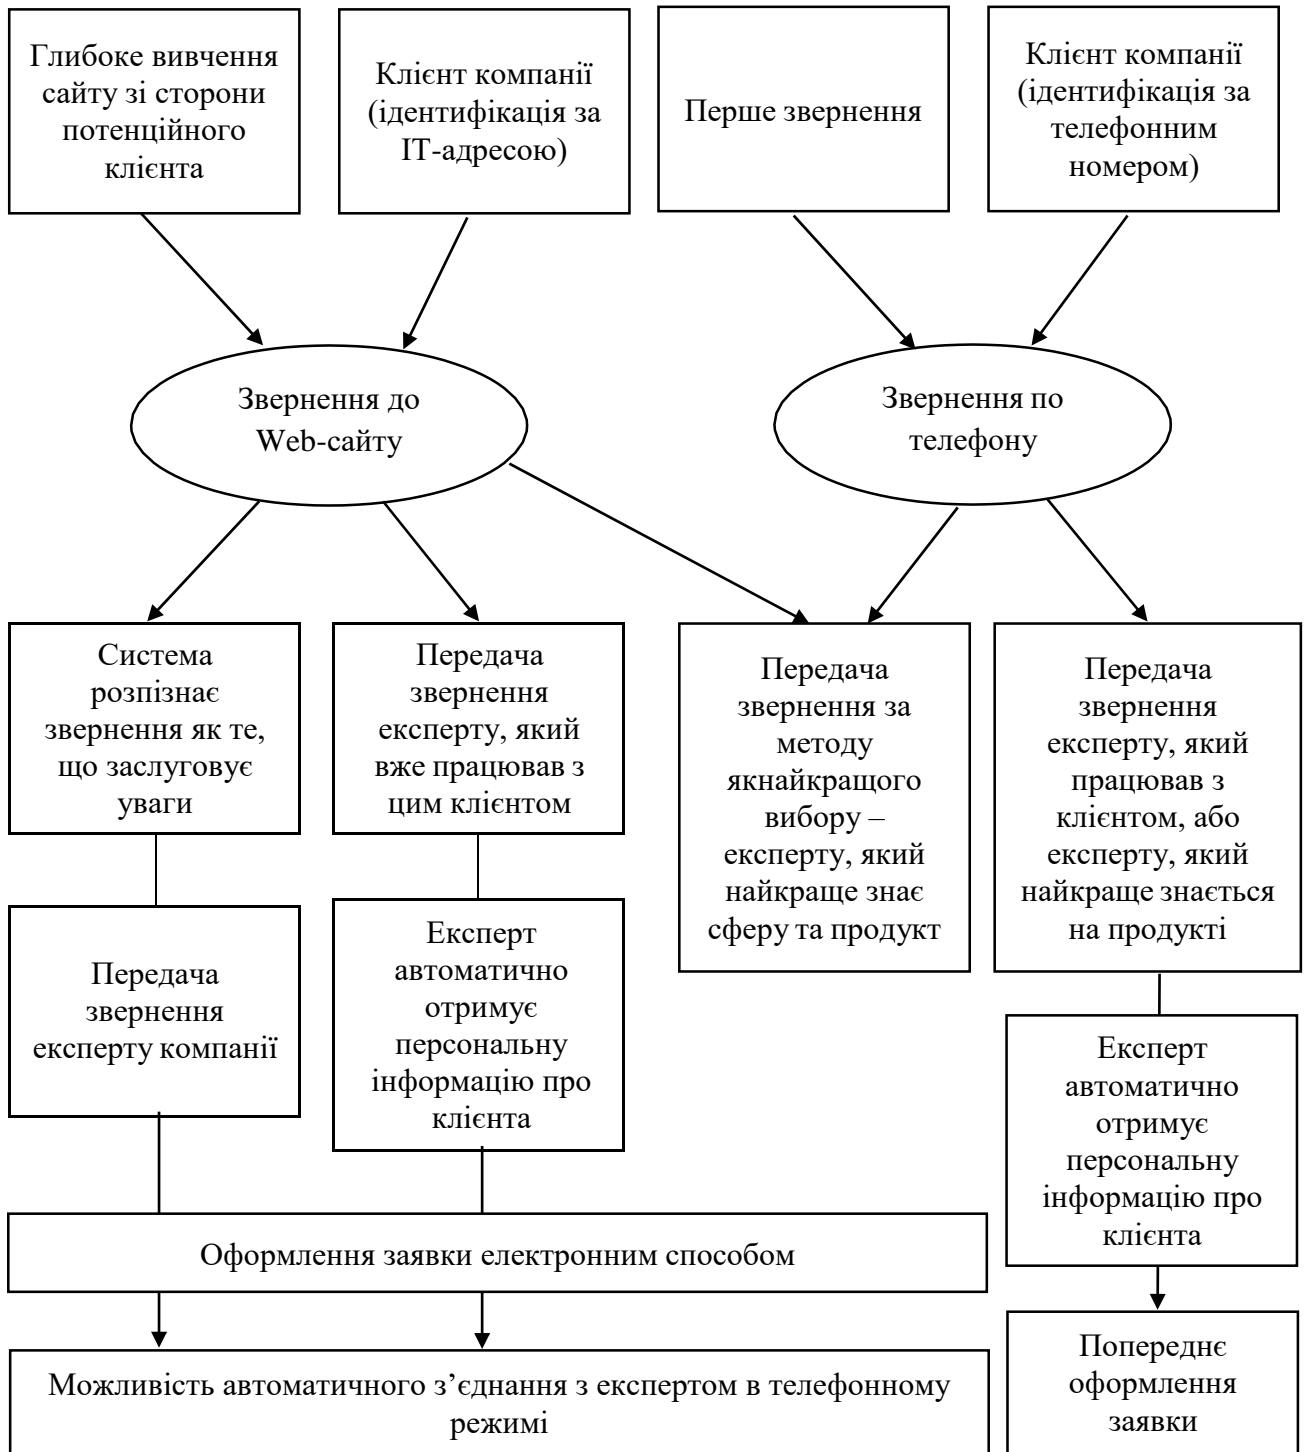 Глибоке вивчення
сайту зі сторони
потенційного
клієнта
Клієнт компанії
(ідентифікація за
ІТ-адресою)
Перше звернення
Клієнт компанії
(ідентифікація за
телефонним
номером)
Звернення до
Web-сайту
Звернення по
телефону
Система
розпізнає
звернення як те,
що заслуговує
уваги
Передача
звернення
експерту, який
вже працював з
цим клієнтом
Передача
звернення за
методу
якнайкращого
вибору –
експерту, який
найкраще знає
сферу та продукт
Передача
звернення
експерту, який
працював з
клієнтом, або
експерту, який
найкраще знається
на продукті
Передача
звернення
експерту компанії
Експерт
автоматично
отримує
персональну
інформацію про
клієнта
Експерт
автоматично
отримує
персональну
інформацію про
клієнта
Оформлення заявки електронним способом
Можливість автоматичного з’єднання з експертом в телефонному
режимі
Попереднє
оформлення
заявки